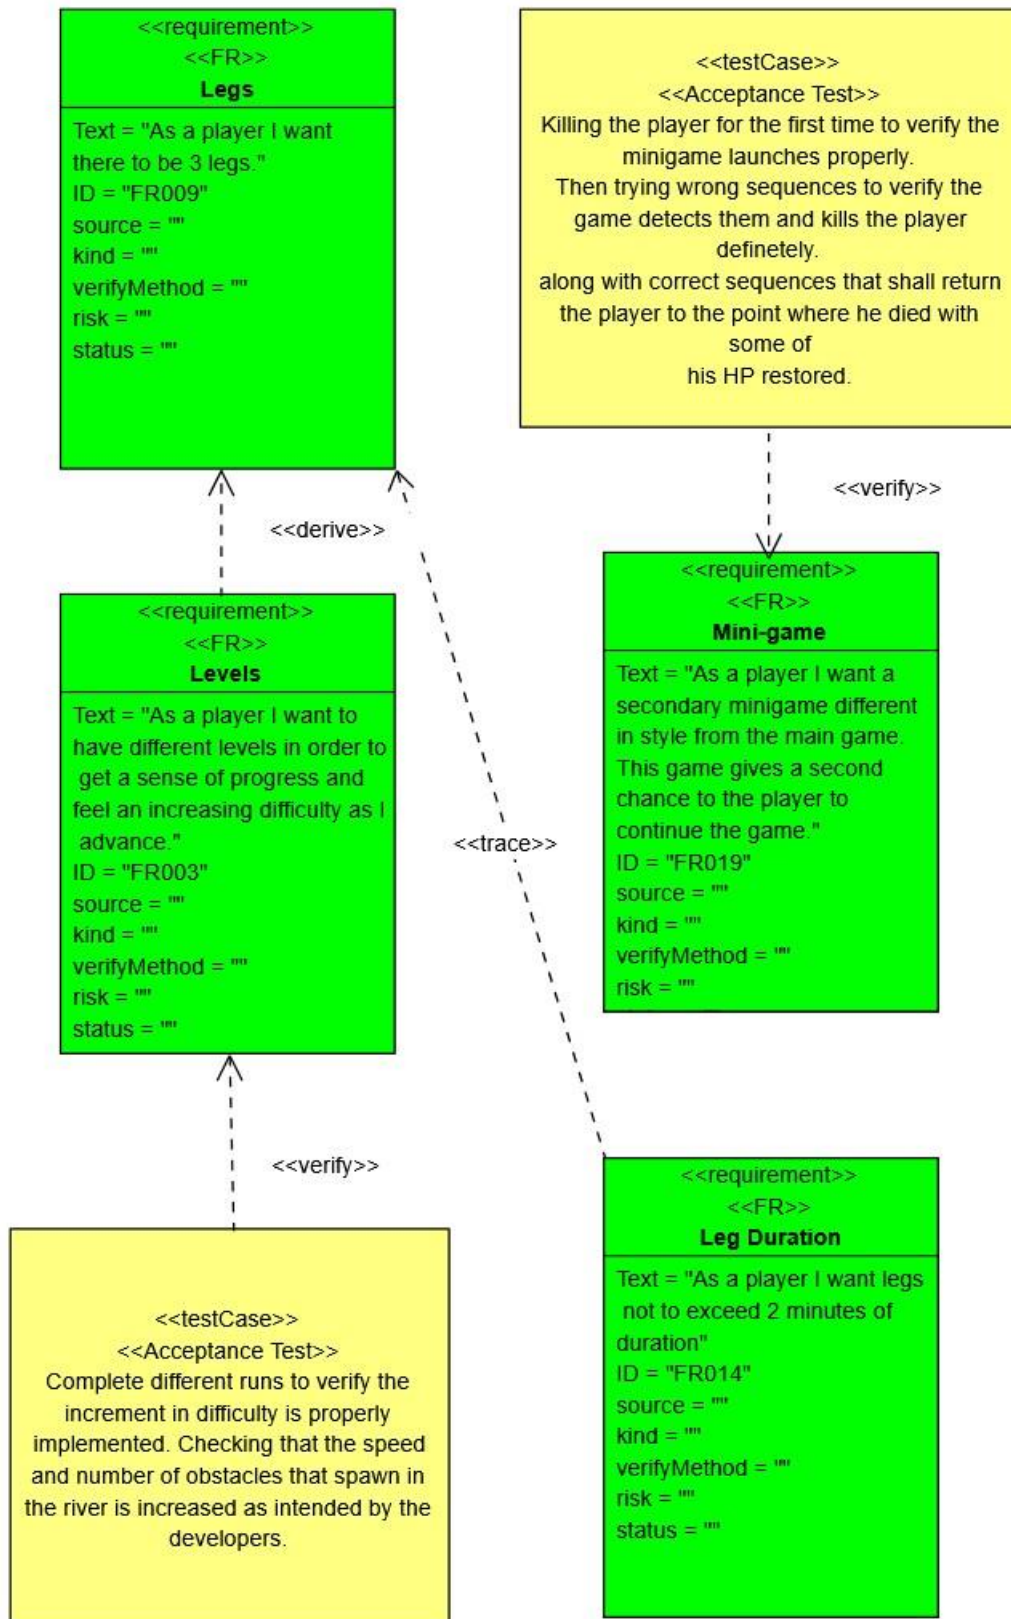 <<requirement>>
<<FR>>
Legs
Text = "As a player I want
there to be 3 legs."
ID = "FR009"
source = ""
kind = ""
verifyMethod = ""
risk = ""
status = ""
<<testCase>>
<<Acceptance Test>>
Killing the player for the first time to verify the
minigame launches properly.
Then trying wrong sequences to verify the
game detects them and kills the player
definetely.
along with correct sequences that shall return
the player to the point where he died with
some of
his HP restored.
<<derive>>
<<verify>>
<<requirement>>
<<FR>>
Levels
Text = "As a player I want to
have different levels in order to
get a sense of progress and
feel an increasing difficulty as I
advance."
ID = "FR003"
source = ""
kind = ""
verifyMethod = ""
risk = ""
status = ""
<<requirement>>
<<FR>>
Mini-game
Text = "As a player I want a
secondary minigame different
in style from the main game.
This game gives a second
chance to the player to
continue the game."
ID = "FR019"
source = ""
kind = ""
verifyMethod = ""
risk = ""
<<trace>>
<<verify>>
<<testCase>>
<<Acceptance Test>>
Complete different runs to verify the
increment in difficulty is properly
implemented. Checking that the speed
and number of obstacles that spawn in
the river is increased as intended by the
developers.
<<requirement>>
<<FR>>
Leg Duration
Text = "As a player I want legs
not to exceed 2 minutes of
duration"
ID = "FR014"
source = ""
kind = ""
verifyMethod = ""
risk = ""
status = ""